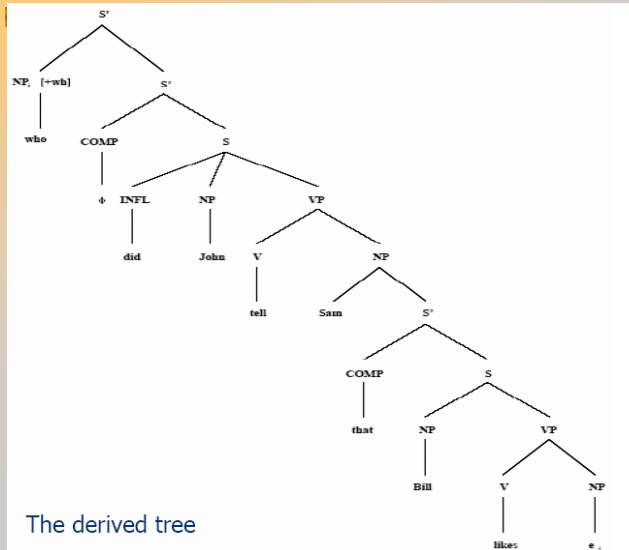 S'
NPᵢ [+wh] S'
who COMP S
ϕ INFL NP VP
did John V NP
tell Sam S'
COMP S
that NP VP
Bill V NP
likes eᵢ
The derived tree